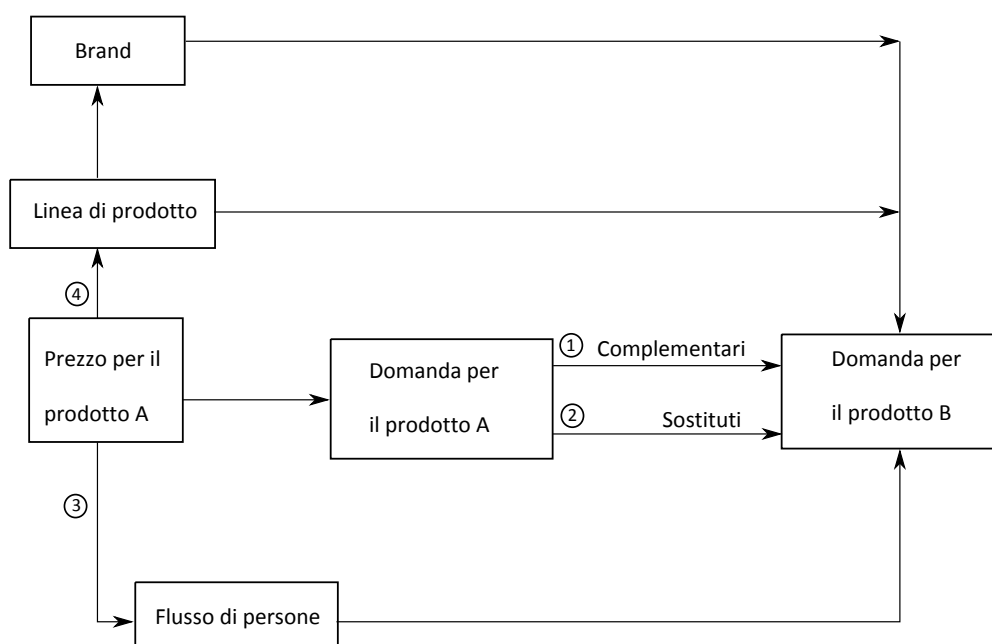 Brand
Linea di prodotto
④
Prezzo per il
prodotto A
Domanda per
il prodotto A
① Complementari
② Sostituti
Domanda per
il prodotto B
③
Flusso di persone